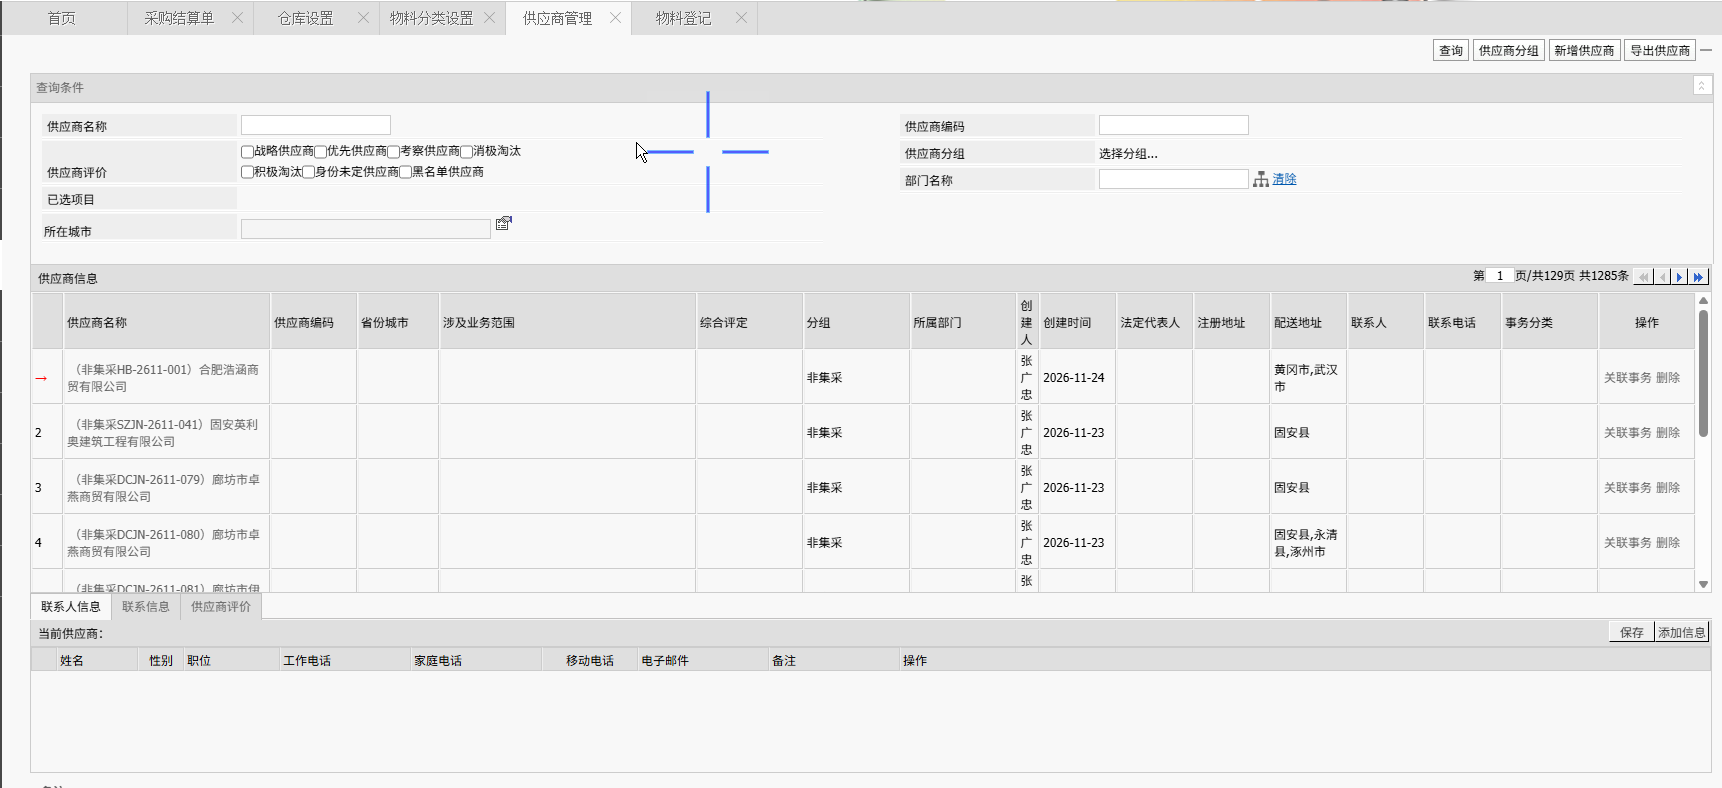 首页 采购结算单 仓库设置 物料分类设置 供应商管理 物料登记
查询 供应商分组 新增供应商 导出供应商
查询条件
供应商名称 供应商编码
供应商评价 战略供应商 优先供应商 考察供应商 消极淘汰
积极淘汰 身份未定供应商 黑名单供应商
供应商分组 选择分组...
部门名称 清除
已选项目
所在城市
供应商信息 第 1 页/共129页 共1285条
供应商名称 供应商编码 省份城市 涉及业务范围 综合评定 分组 所属部门 创建人 创建时间 法定代表人 注册地址 配送地址 联系人 联系电话 事务分类 操作
→ （非集采HB-2611-001）合肥浩涵商贸有限公司 非集采 张广忠 2026-11-24 黄冈市,武汉市 关联事务 删除
2 （非集采SZJN-2611-041）固安英利奥建筑工程有限公司 非集采 张广忠 2026-11-23 固安县 关联事务 删除
3 （非集采DCJN-2611-079）廊坊市卓燕商贸有限公司 非集采 张广忠 2026-11-23 固安县 关联事务 删除
4 （非集采DCJN-2611-080）廊坊市卓燕商贸有限公司 非集采 张广忠 2026-11-23 固安县,永清县,涿州市 关联事务 删除
（非集采DCJN-2611-081）廊坊市伊 张
联系人信息 联系信息 供应商评价
当前供应商： 保存 添加信息
姓名 性别 职位 工作电话 家庭电话 移动电话 电子邮件 备注 操作